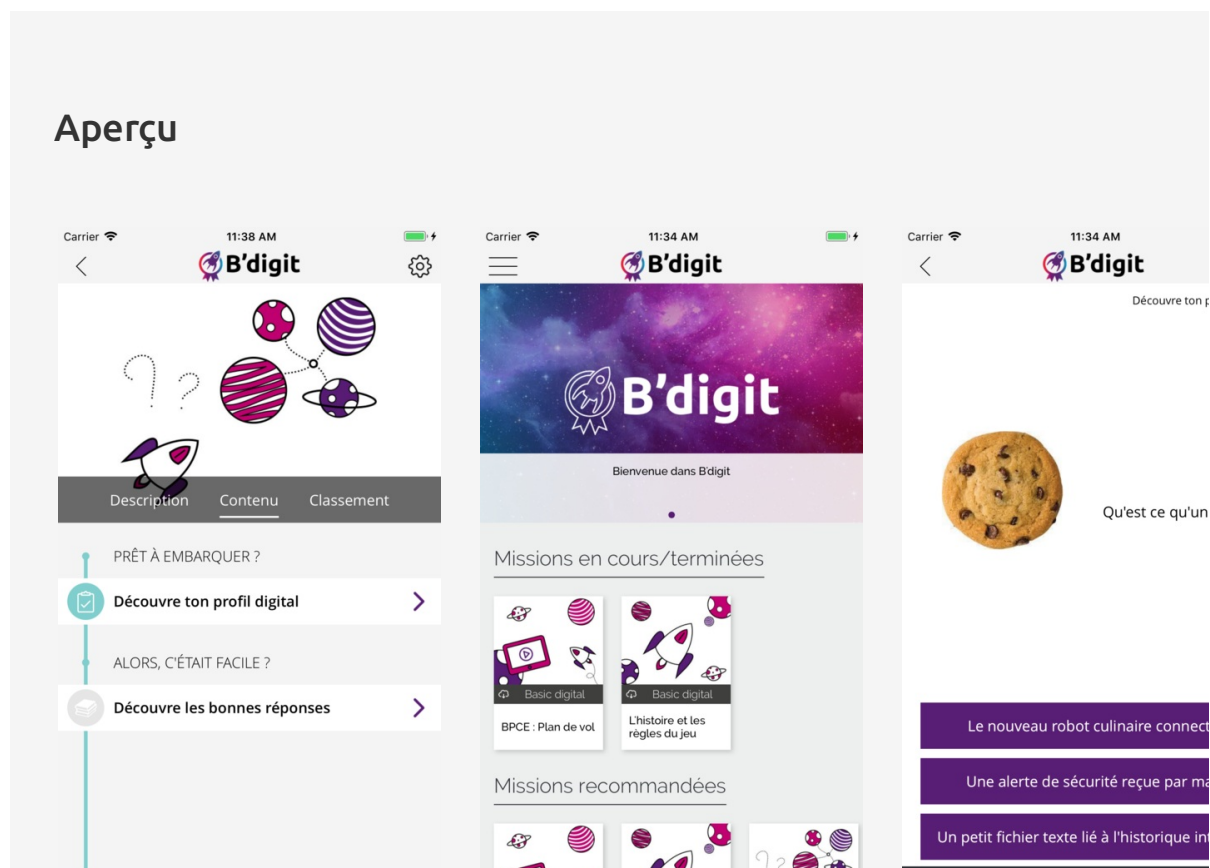 Aperçu
Carrier
11:38 AM
B'digit
Description Contenu Classement
PRÊT À EMBARQUER ?
Découvre ton profil digital
ALORS, C'ÉTAIT FACILE ?
Découvre les bonnes réponses
Carrier
11:34 AM
B'digit
B'digit
Bienvenue dans B'digit
Missions en cours/terminées
Basic digital
BPCE : Plan de vol
Basic digital
L'histoire et les
règles du jeu
Missions recommandées
Carrier
11:34 AM
B'digit
Découvre ton
Qu'est ce qu'un
Le nouveau robot culinaire connect
Une alerte de sécurité reçue par ma
Un petit fichier texte lié à l'historique int